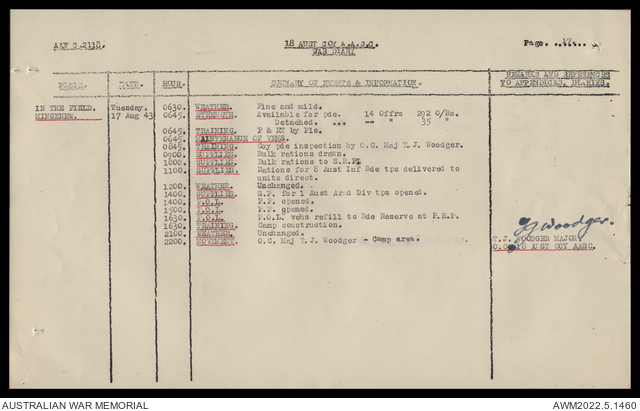 AAF C.2118. 18 AUST COY A.A.S.C. Page. ...17...
WAR DIARY
PLACE. DATE. HOUR. SUMMARY OF EVENTS & INFORMATION. REMARKS AND REFERENCES
TO APPENDICES, DIARIES.
IN THE FIELD. Tuesday. 0630. WEATHER. Fine and mild.
MINGENEW. 17 Aug 43 0645. STRENGTH. Available for pde. 14 Offrs 292 O/Rs.
Detached. ... -- " 35 "
0645. TRAINING. P & RT by Pls.
0645. MAINTENANCE OF VEHS.
0845. TRAINING. Coy pde inspection by O.C. Maj T. J. Woodger.
0900. SUPPLIES. Bulk rations drawn.
1000. SUPPLIES. Bulk rations to S.R.P.
1100. SUPPLIES. Rations for 8 Aust Inf Bde tps delivered to
units direct.
1200. WEATHER. Unchanged.
1400. SUPPLIES. S.P. for 1 Aust Armd Div tps opened.
1400. P.O.L. P.P. opened.
1500. P.O.L. P.P. opened.
1630. P.O.L. P.O.L. vehs refill to Bde Reserve at P.R.P.
1630. TRAINING. Camp construction.
2100. WEATHER. Unchanged.
2200. MOVEMENT. O.C. Maj T. J. Woodger - Camp area.
TJ Woodger.
T.J. WOODGER MAJOR
O.C. 18 AUST COY AASC.
AUSTRALIAN WAR MEMORIAL AWM2022.5.1460